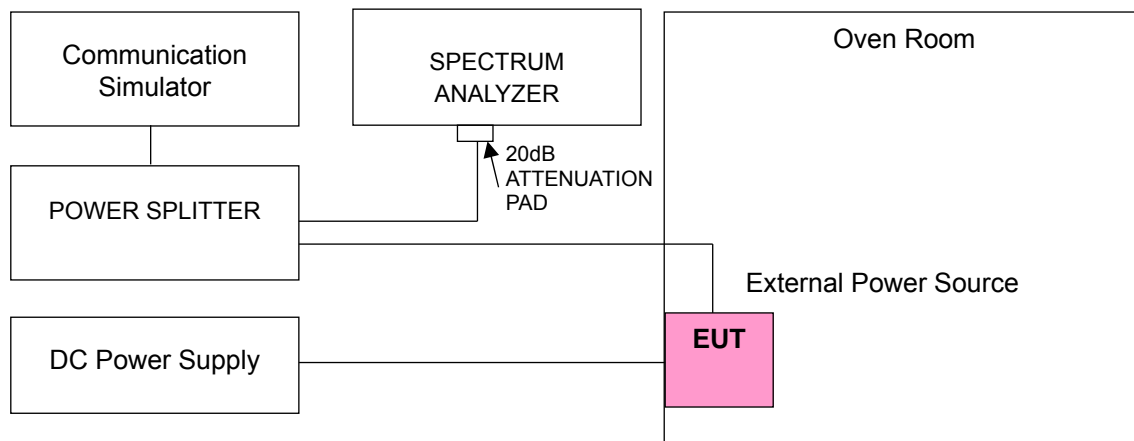 Communication
Simulator
SPECTRUM
ANALYZER
Oven Room
20dB
ATTENUATION
PAD
POWER SPLITTER
External Power Source
EUT
DC Power Supply